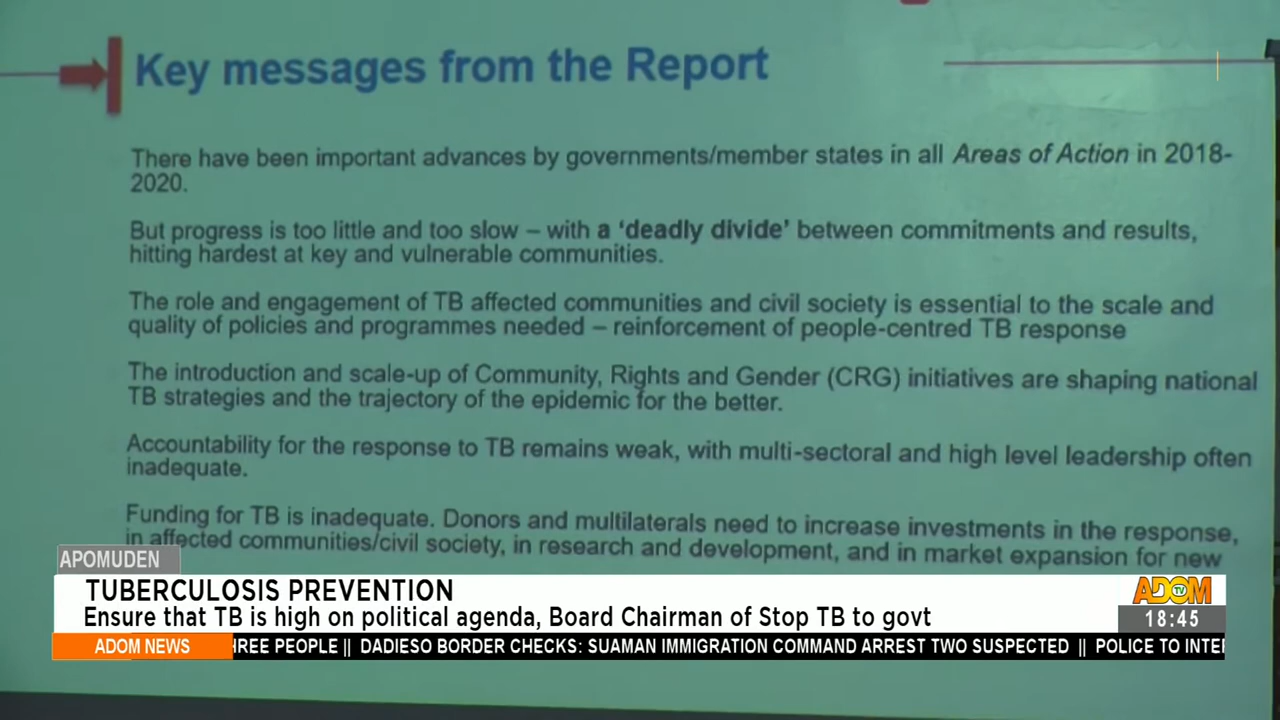 Key messages from the Report
There have been important advances by governments/member states in all Areas of Action in 2018-
2020.
But progress is too little and too slow – with a ‘deadly divide’ between commitments and results,
hitting hardest at key and vulnerable communities.
The role and engagement of TB affected communities and civil society is essential to the scale and
quality of policies and programmes needed – reinforcement of people-centred TB response
The introduction and scale-up of Community, Rights and Gender (CRG) initiatives are shaping national
TB strategies and the trajectory of the epidemic for the better.
Accountability for the response to TB remains weak, with multi-sectoral and high level leadership often
inadequate.
Funding for TB is inadequate. Donors and multilaterals need to increase investments in the response,
in affected communities/civil society, in research and development, and in market expansion for new
APOMUDEN
TUBERCULOSIS PREVENTION
Ensure that TB is high on political agenda, Board Chairman of Stop TB to govt
ADOM TV
18:45
ADOM NEWS
HREE PEOPLE || DADIESO BORDER CHECKS: SUAMAN IMMIGRATION COMMAND ARREST TWO SUSPECTED || POLICE TO INTE